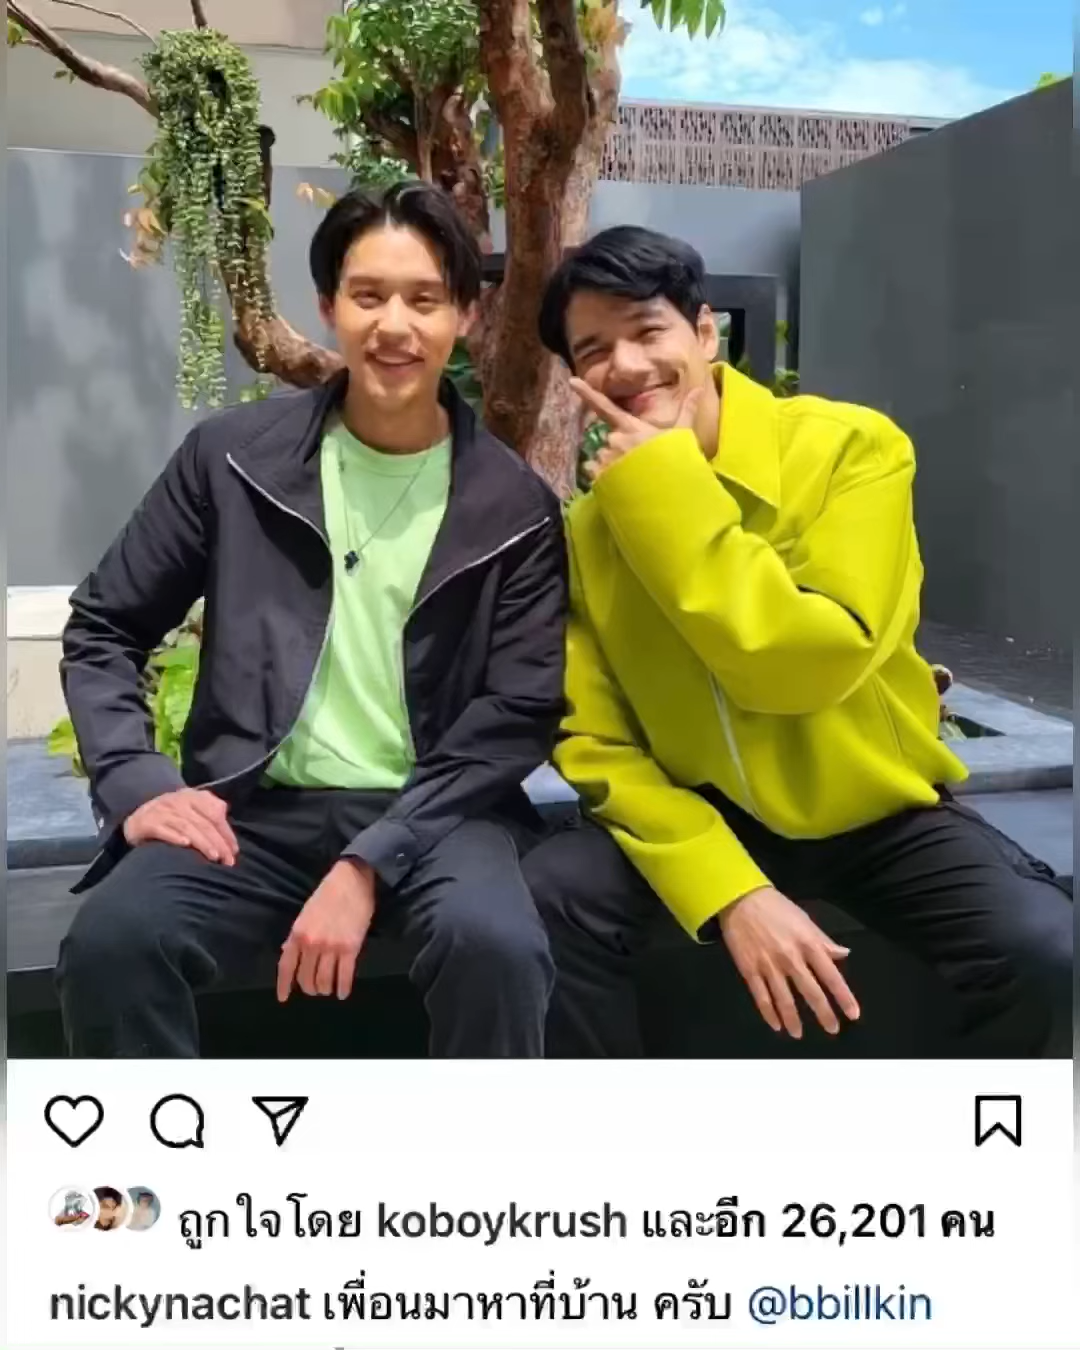 ถูกใจโดย koboykrush และอีก 26,201 คน
nickynachat เพื่อนมาหาที่บ้าน ครับ @bbillkin